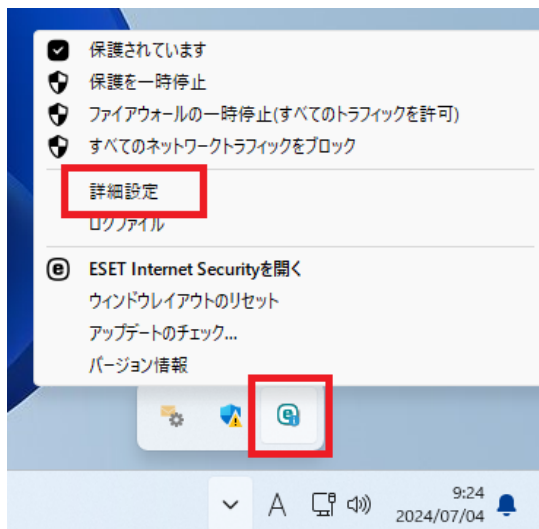 保護されています
保護を一時停止
ファイアウォールの一時停止(すべてのトラフィックを許可)
すべてのネットワークトラフィックをブロック
詳細設定
ログファイル
ESET Internet Securityを開く
ウィンドウレイアウトのリセット
アップデートのチェック...
バージョン情報
A
9:24
2024/07/04